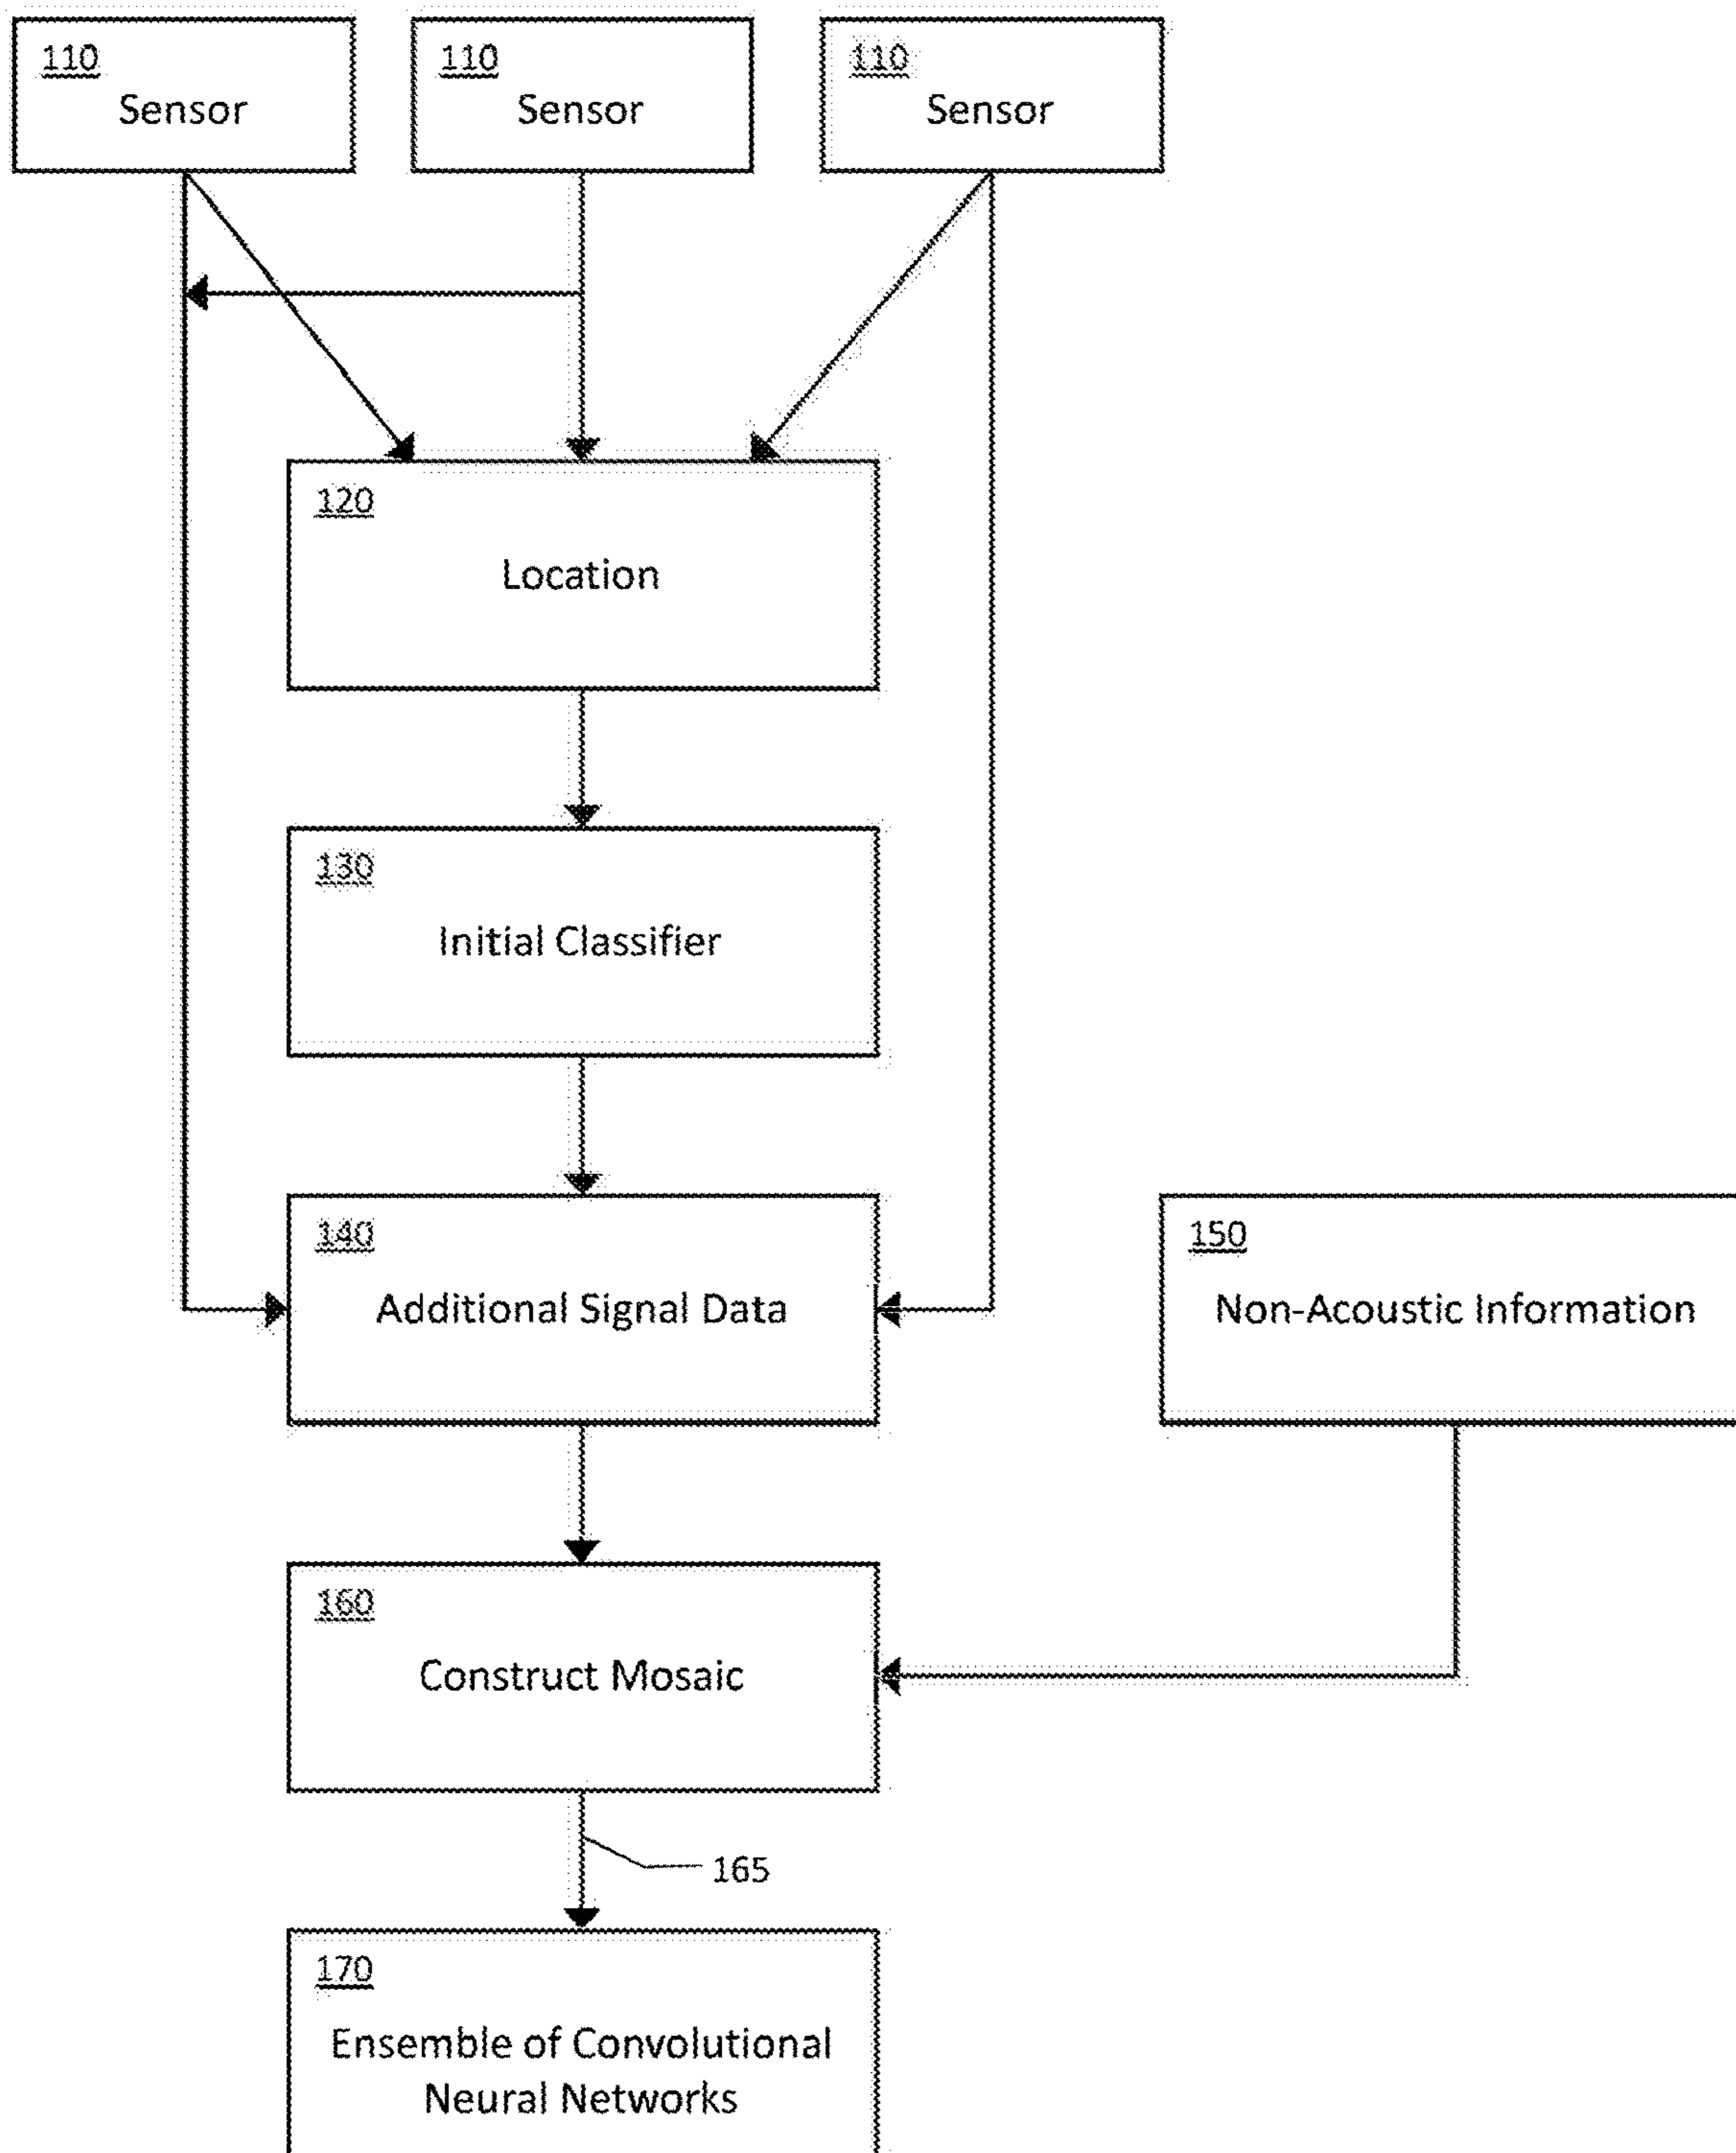 110
Sensor
110
Sensor
110
Sensor
120
Location
130
Initial Classifier
140
Additional Signal Data
150
Non-Acoustic Information
160
Construct Mosaic
165
170
Ensemble of Convolutional
Neural Networks